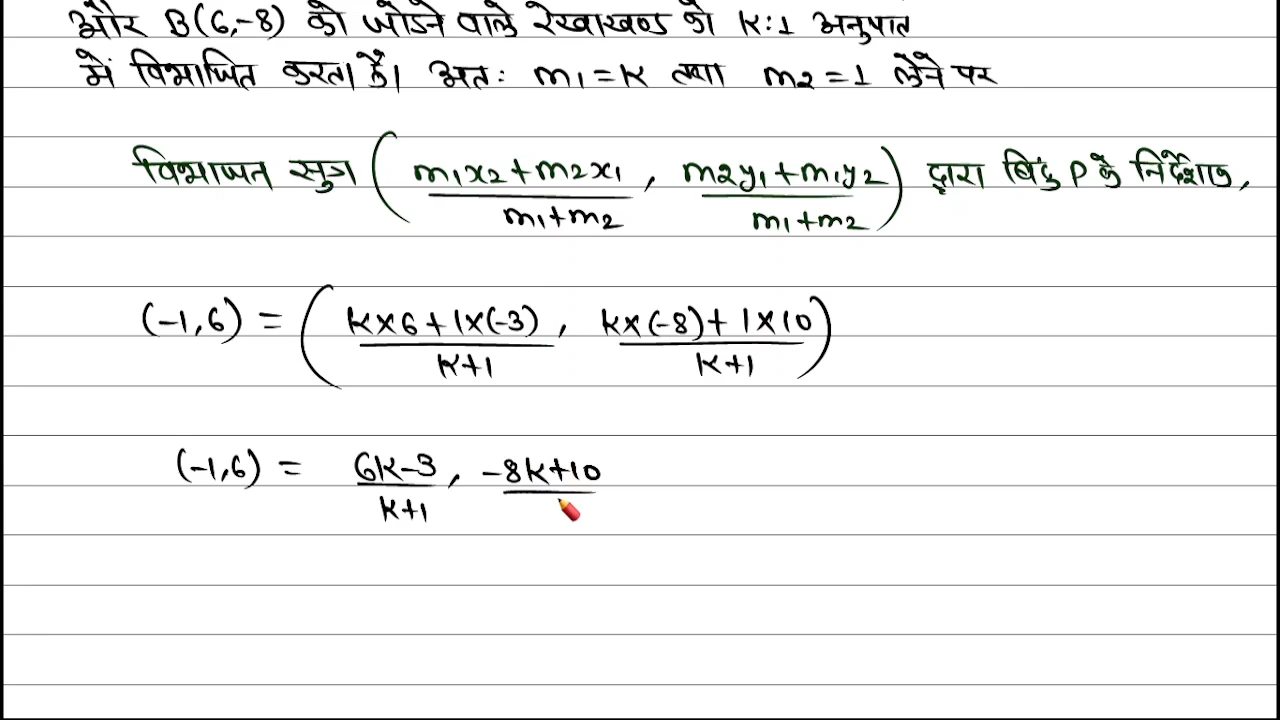 और B(6,-8) को जोडने वाले रेखाखण्ड को K:1 अनुपात
में विभाजित करता है। अतः m1=K तथा m2=1 लेने पर
विभाजन सुत्र (m1x2+m2x1/m1+m2, m2y1+m1y2/m1+m2) द्वारा बिंदु P के निर्देशांक,
(-1,6) = (K×6+1×(-3)/K+1, K×(-8)+1×10/K+1)
(-1,6) = 6K-3/K+1, -8K+10